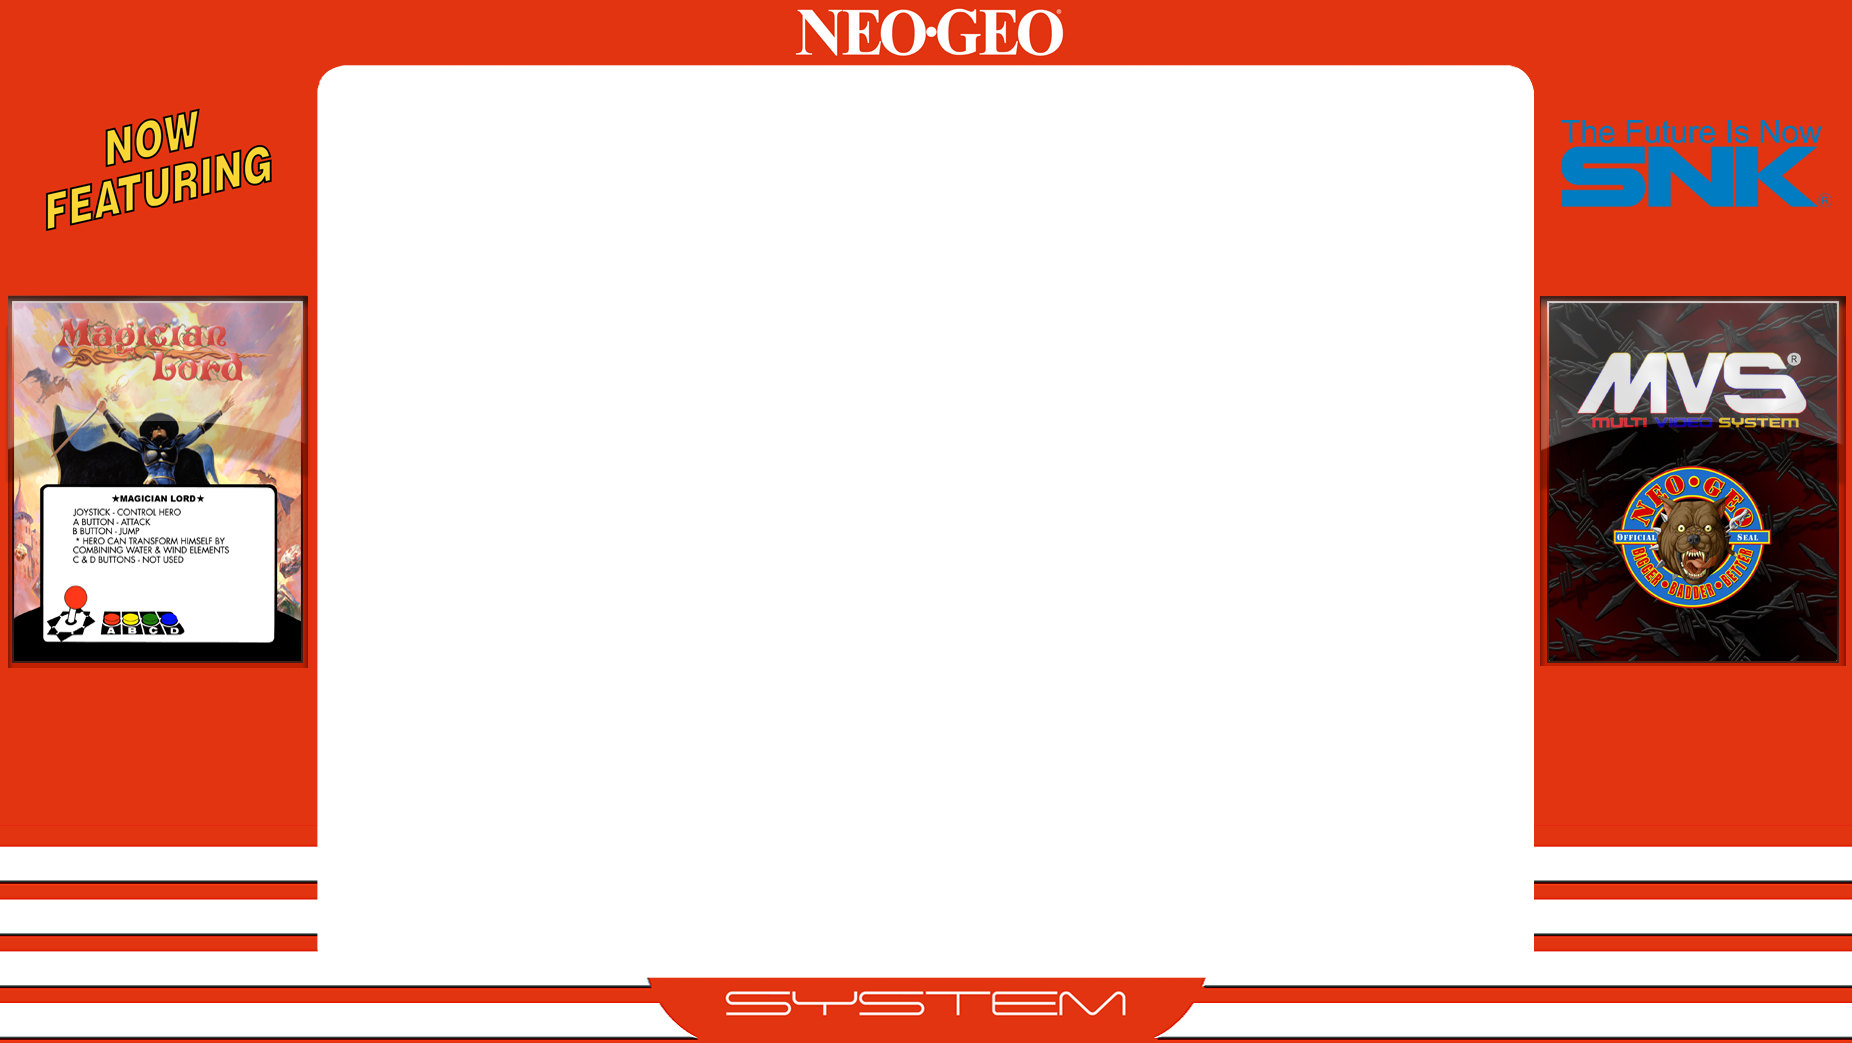 NEO•GEO®
NOW
FEATURING
The Future Is Now
SNK®
Magician
Lord
★MAGICIAN LORD★
JOYSTICK - CONTROL HERO
A BUTTON - ATTACK
B BUTTON - JUMP
* HERO CAN TRANSFORM HIMSELF BY
COMBINING WATER & WIND ELEMENTS
C & D BUTTONS - NOT USED
A B C D
MVS®
MULTI VIDEO SYSTEM
NEO•GEO
OFFICIAL SEAL
BIGGER•BADDER•BETTER
SYSTEM